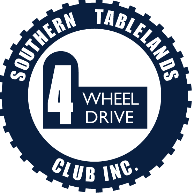 SOUTHERN TABLELANDS
4 WHEEL
DRIVE
CLUB INC.